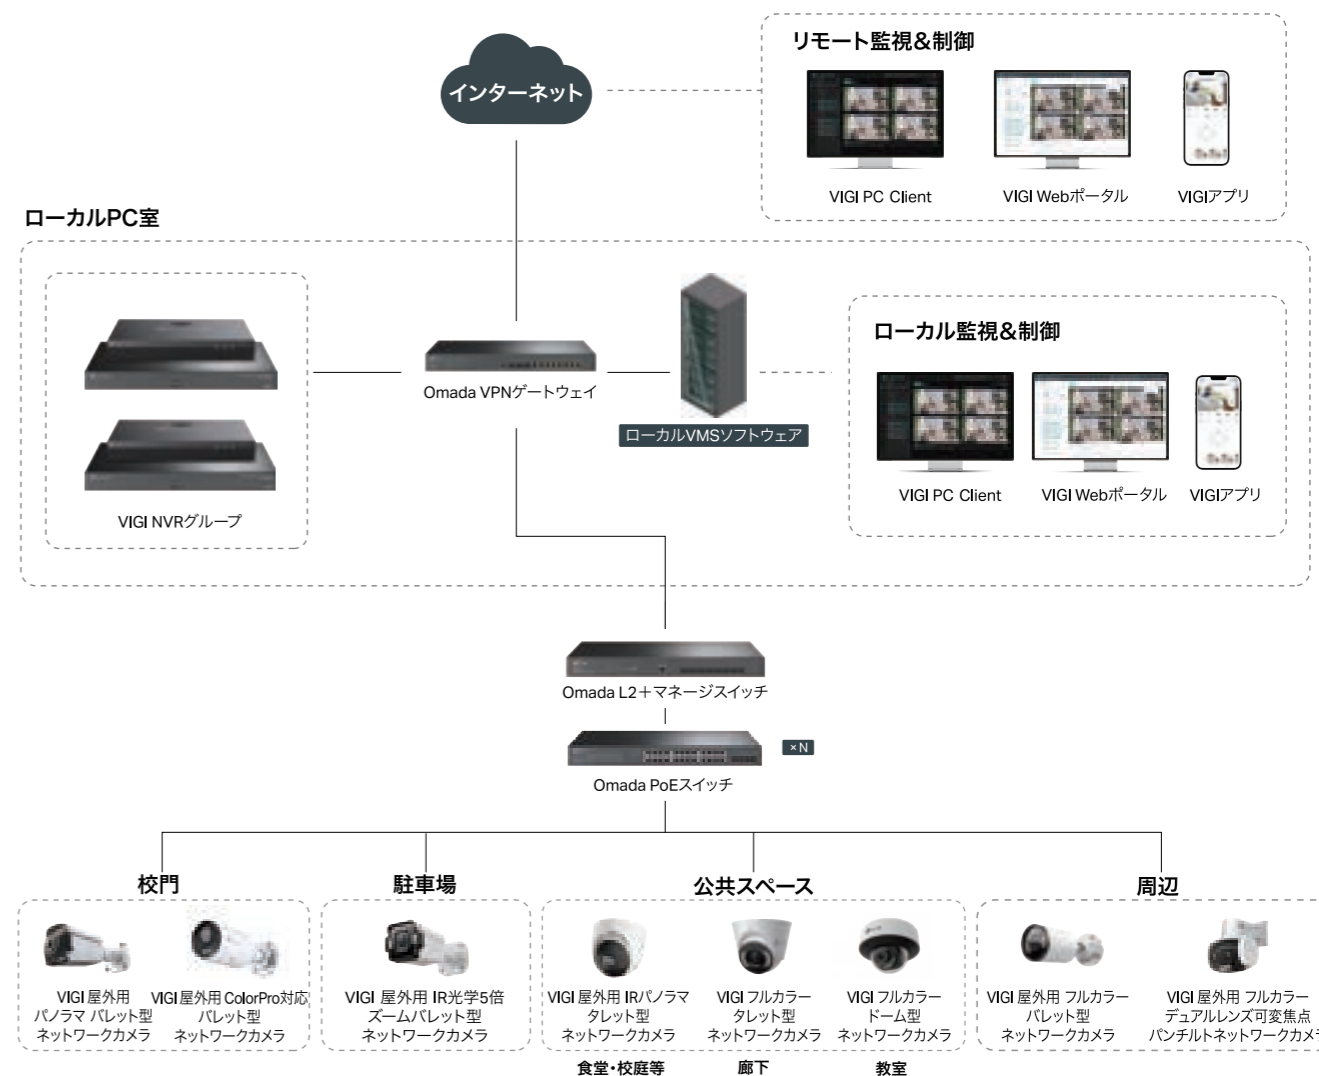 リモート監視&制御
インターネット
VIGI PC Client
VIGI Webポータル
VIGIアプリ
ローカルPC室
ローカル監視&制御
Omada VPNゲートウェイ
ローカルVMSソフトウェア
VIGI PC Client
VIGI Webポータル
VIGIアプリ
VIGI NVRグループ
Omada L2+マネージスイッチ
×N
Omada PoEスイッチ
校門
駐車場
公共スペース
周辺
VIGI 屋外用
パノラマ バレット型
ネットワークカメラ
VIGI 屋外用 ColorPro対応
バレット型
ネットワークカメラ
VIGI 屋外用 IR光学5倍
ズームバレット型
ネットワークカメラ
VIGI 屋外用 IRパノラマ
タレット型
ネットワークカメラ
VIGI フルカラー
タレット型
ネットワークカメラ
VIGI フルカラー
ドーム型
ネットワークカメラ
VIGI 屋外用 フルカラー
バレット型
ネットワークカメラ
VIGI 屋外用 フルカラー
デュアルレンズ可変焦点
パンチルトネットワークカメラ
食堂・校庭等
廊下
教室